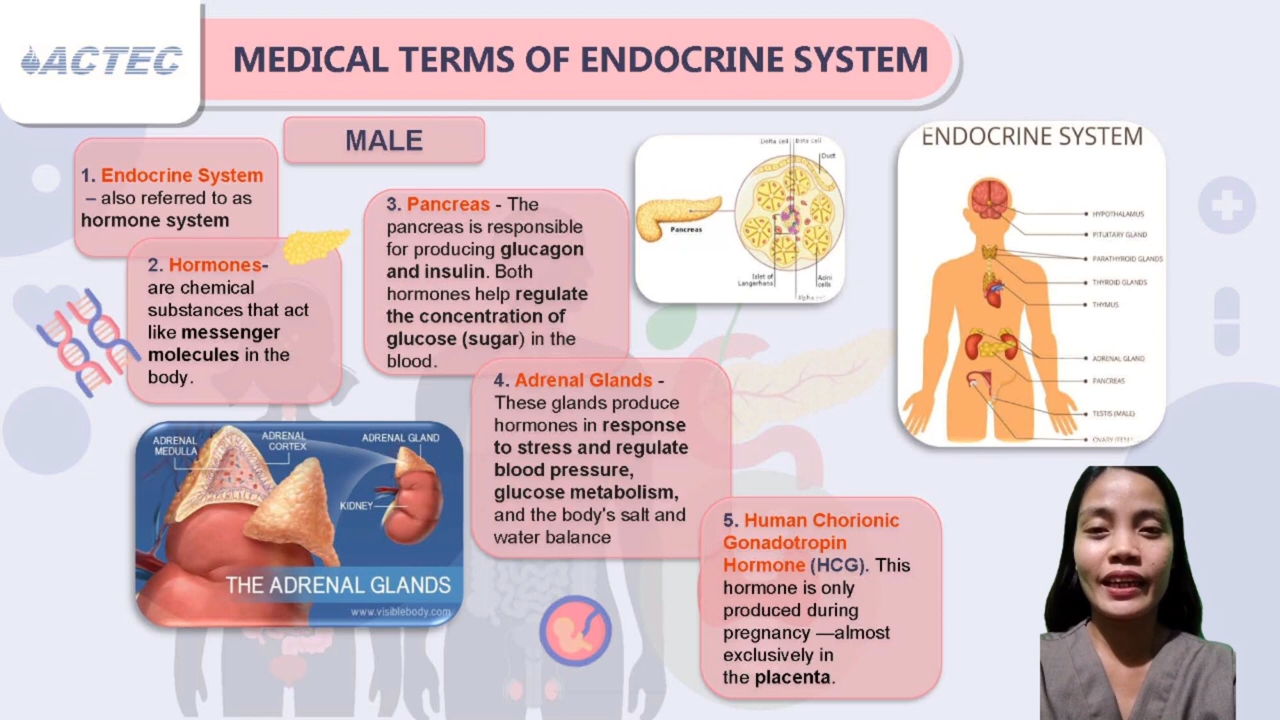 ACTEC
MEDICAL TERMS OF ENDOCRINE SYSTEM
MALE
1. Endocrine System
– also referred to as
hormone system
2. Hormones-
are chemical
substances that act
like messenger
molecules in the
body.
3. Pancreas - The
pancreas is responsible
for producing glucagon
and insulin. Both
hormones help regulate
the concentration of
glucose (sugar) in the
blood.
4. Adrenal Glands -
These glands produce
hormones in response
to stress and regulate
blood pressure,
glucose metabolism,
and the body's salt and
water balance
5. Human Chorionic
Gonadotropin
Hormone (HCG). This
hormone is only
produced during
pregnancy —almost
exclusively in
the placenta.
Delta cell
Beta cell
Duct
Pancreas
Islet of
Langerhans
Acini
cells
Alpha cell
ENDOCRINE SYSTEM
HYPOTHALAMUS
PITUITARY GLAND
PARATHYROID GLANDS
THYROID GLANDS
THYMUS
ADRENAL GLAND
PANCREAS
TESTIS (MALE)
ADRENAL
MEDULLA
ADRENAL
CORTEX
ADRENAL GLAND
KIDNEY
THE ADRENAL GLANDS
www.visiblebody.com